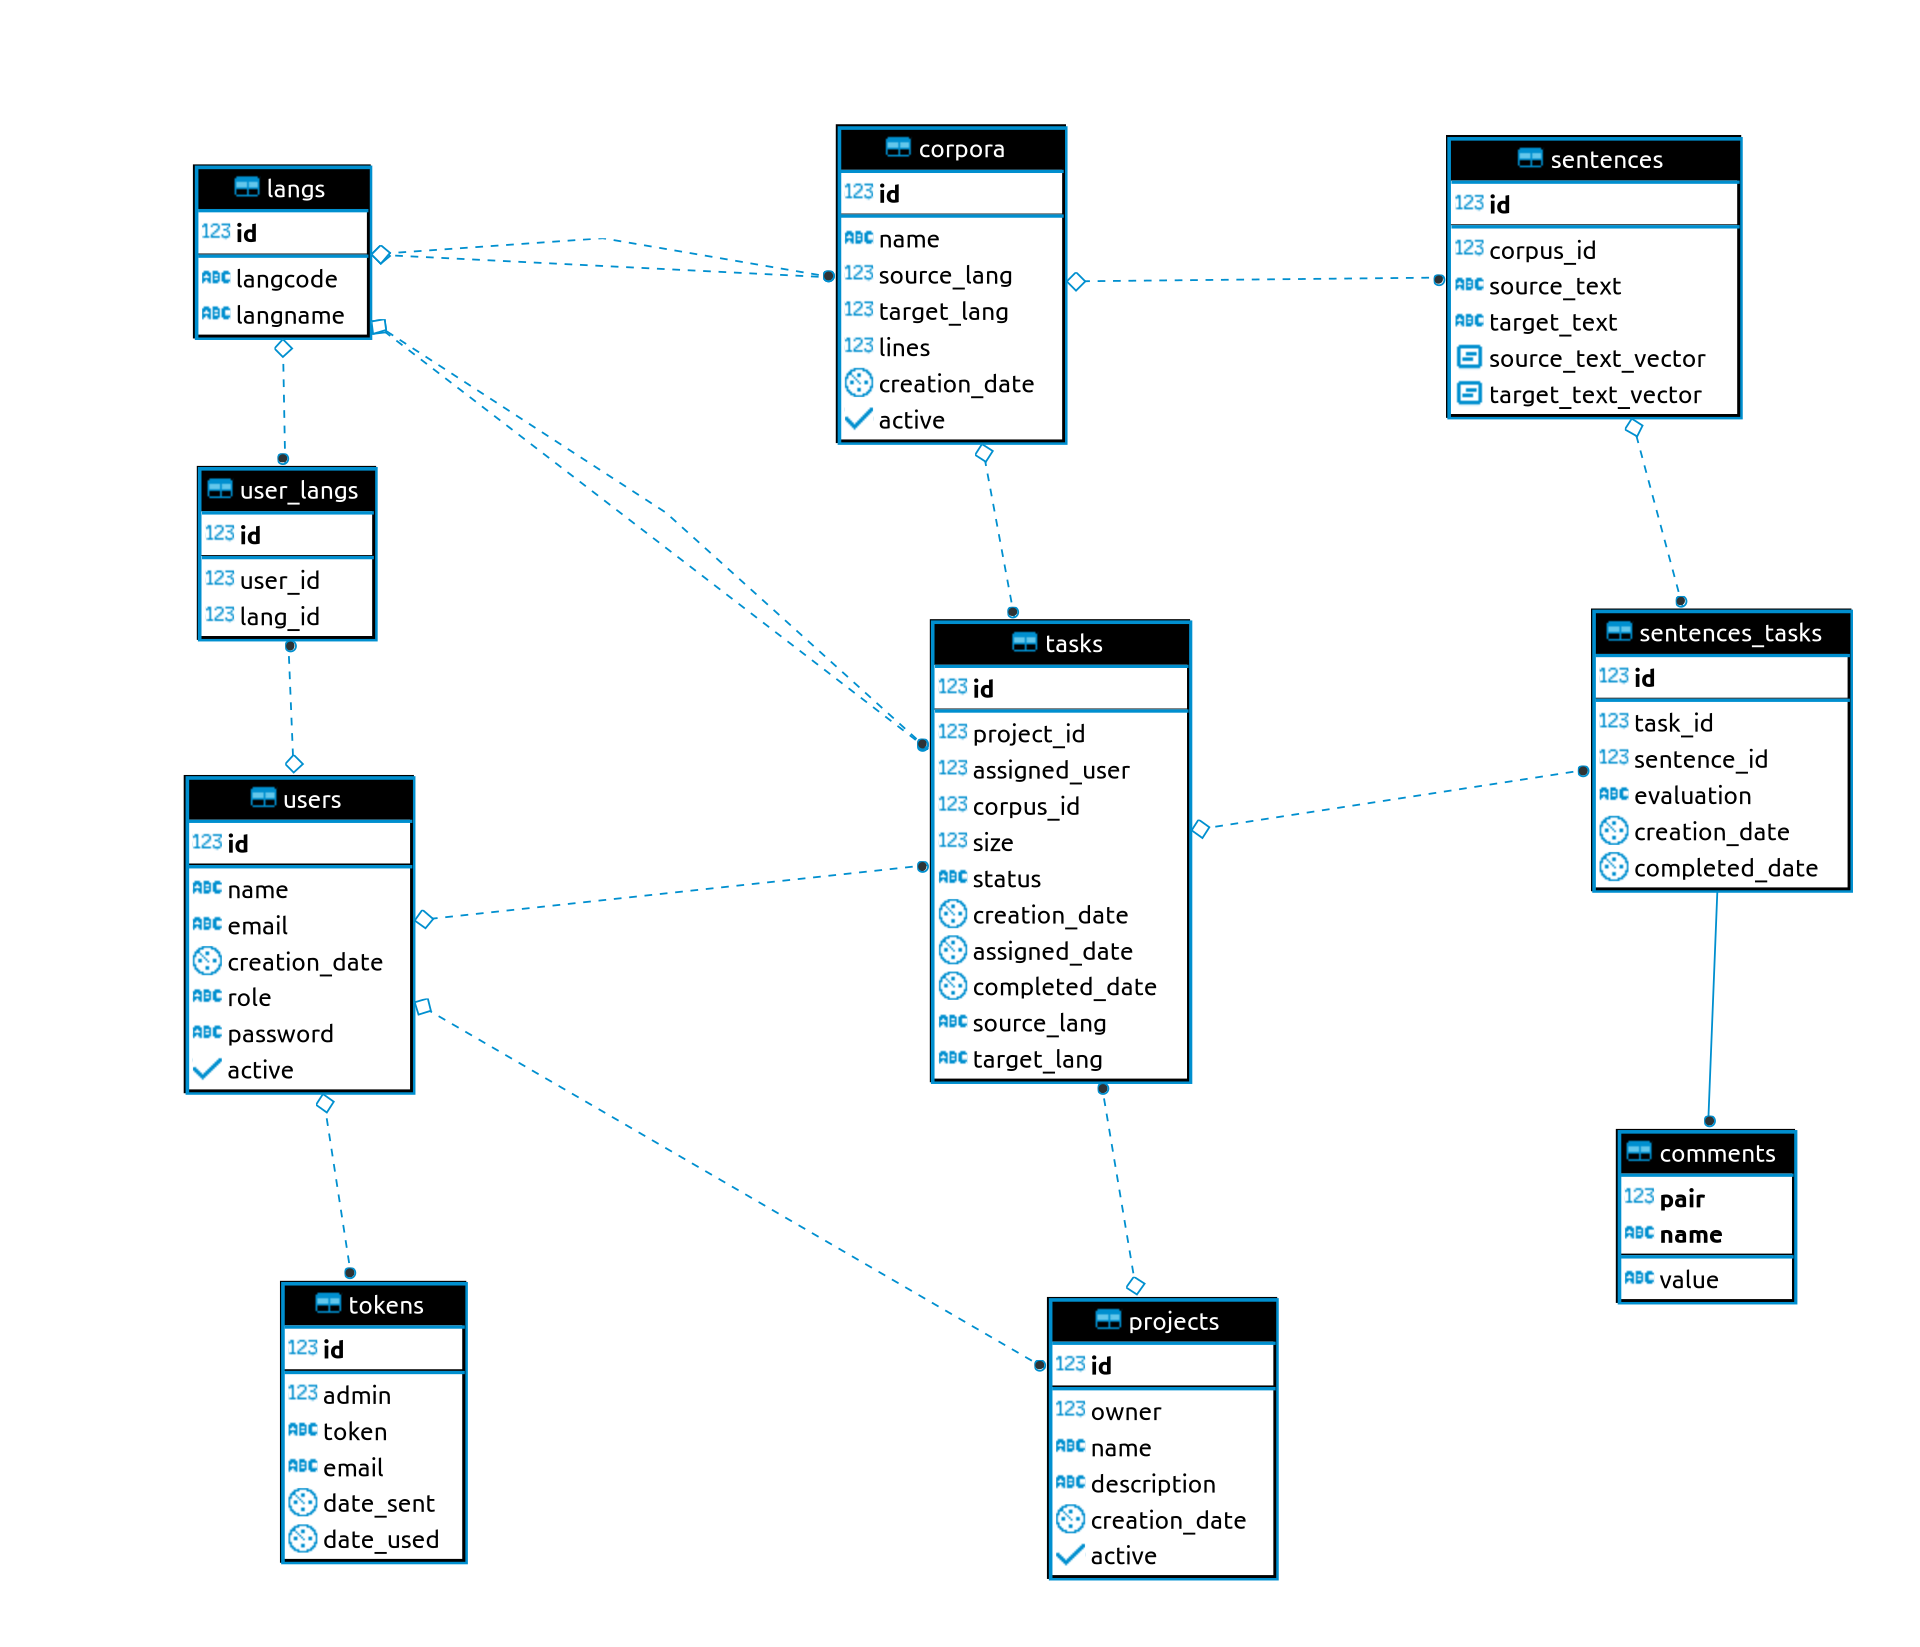 langs
123 id
ABC langcode
ABC langname
corpora
123 id
ABC name
123 source_lang
123 target_lang
123 lines
creation_date
active
sentences
123 id
123 corpus_id
ABC source_text
ABC target_text
source_text_vector
target_text_vector
user_langs
123 id
123 user_id
123 lang_id
tasks
123 id
123 project_id
123 assigned_user
123 corpus_id
123 size
ABC status
creation_date
assigned_date
completed_date
ABC source_lang
ABC target_lang
sentences_tasks
123 id
123 task_id
123 sentence_id
ABC evaluation
creation_date
completed_date
users
123 id
ABC name
ABC email
creation_date
ABC role
ABC password
active
comments
123 pair
ABC name
ABC value
tokens
123 id
123 admin
ABC token
ABC email
date_sent
date_used
projects
123 id
123 owner
ABC name
ABC description
creation_date
active